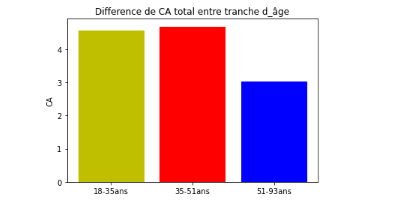 Difference de CA total entre tranche d_âge
4
3
2
1
0
CA
18-35ans 35-51ans 51-93ans